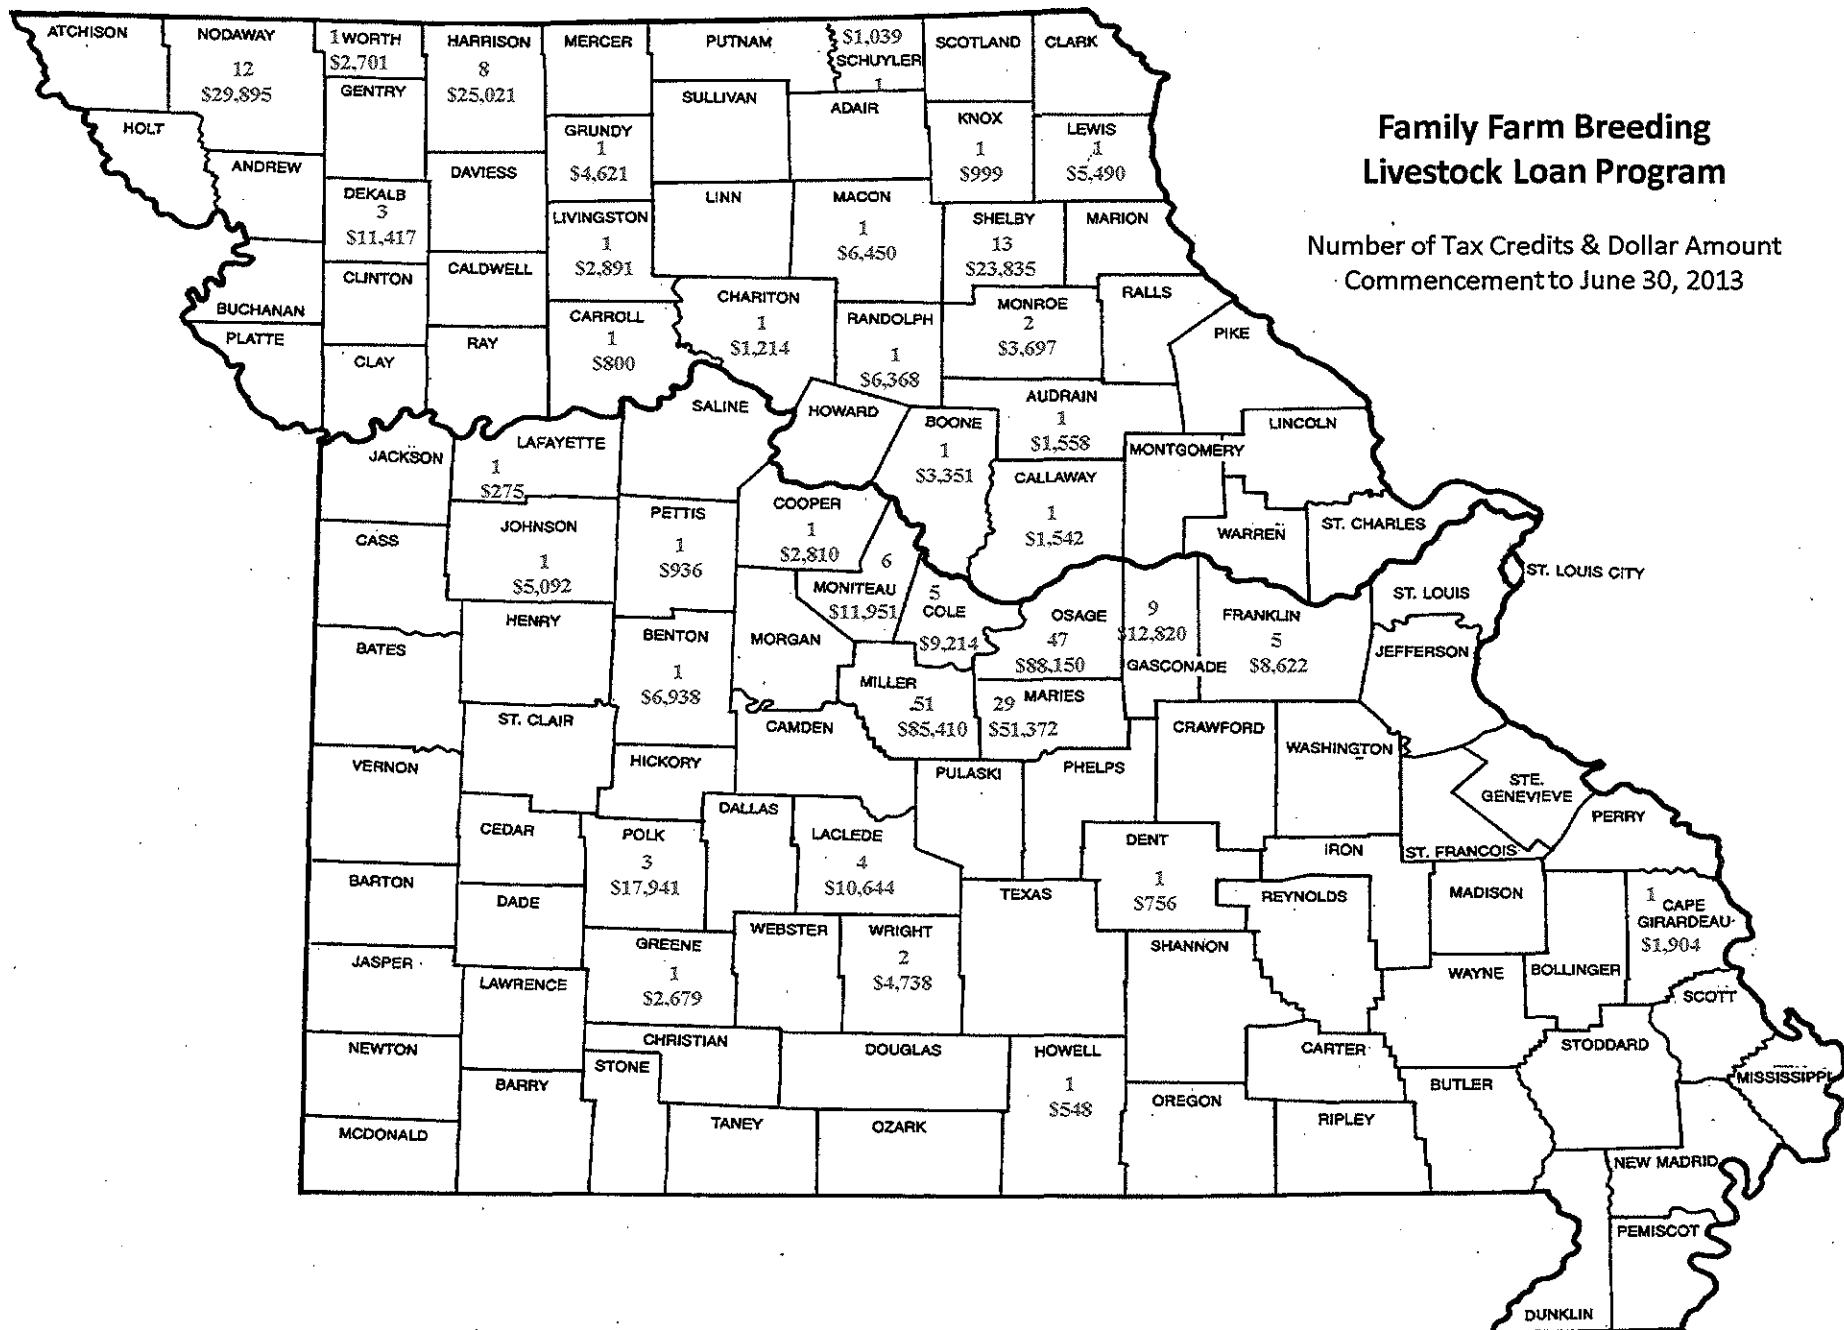 Family Farm Breeding
Livestock Loan Program
Number of Tax Credits & Dollar Amount
Commencement to June 30, 2013
ATCHISON
NODAWAY
12
$29,895
1 WORTH
$2,701
HARRISON
8
$25,021
MERCER
PUTNAM
$1,039
SCHUYLER
1
SCOTLAND
CLARK
GENTRY
SULLIVAN
ADAIR
HOLT
ANDREW
DAVIESS
GRUNDY
1
$4,621
KNOX
1
$999
LEWIS
1
$5,490
DEKALB
3
$11,417
LIVINGSTON
1
$2,891
LINN
MACON
1
$6,450
SHELBY
13
$23,835
MARION
CLINTON
CALDWELL
BUCHANAN
CARROLL
1
$800
CHARITON
1
$1,214
RANDOLPH
1
$6,368
MONROE
2
$3,697
RALLS
PIKE
PLATTE
CLAY
RAY
SALINE
HOWARD
BOONE
1
$3,351
AUDRAIN
1
$1,558
LINCOLN
JACKSON
LAFAYETTE
1
$275
MONTGOMERY
CALLAWAY
1
$1,542
WARREN
ST. CHARLES
CASS
JOHNSON
1
$5,092
PETTIS
1
$936
COOPER
1
$2,810
6
MONITEAU
$11,951
5
COLE
$9,214
OSAGE
47
$88,150
9
$12,820
GASCONADE
FRANKLIN
5
$8,622
ST. LOUIS
ST. LOUIS CITY
JEFFERSON
BATES
HENRY
BENTON
1
$6,938
MORGAN
MILLER
51
$85,410
29 MARIES
$51,372
ST. CLAIR
CAMDEN
CRAWFORD
WASHINGTON
VERNON
HICKORY
PULASKI
PHELPS
STE.
GENEVIEVE
PERRY
CEDAR
POLK
3
$17,941
DALLAS
LACLEDE
4
$10,644
DENT
1
$756
IRON
ST. FRANCOIS
BARTON
DADE
TEXAS
REYNOLDS
MADISON
1 CAPE
GIRARDEAU
$1,904
JASPER
LAWRENCE
GREENE
1
$2,679
WEBSTER
WRIGHT
2
$4,738
SHANNON
WAYNE
BOLLINGER
SCOTT
NEWTON
CHRISTIAN
STONE
DOUGLAS
HOWELL
1
$548
CARTER
STODDARD
MISSISSIPPI
BARRY
OREGON
BUTLER
MCDONALD
TANEY
OZARK
RIPLEY
NEW MADRID
PEMISCOT
DUNKLIN